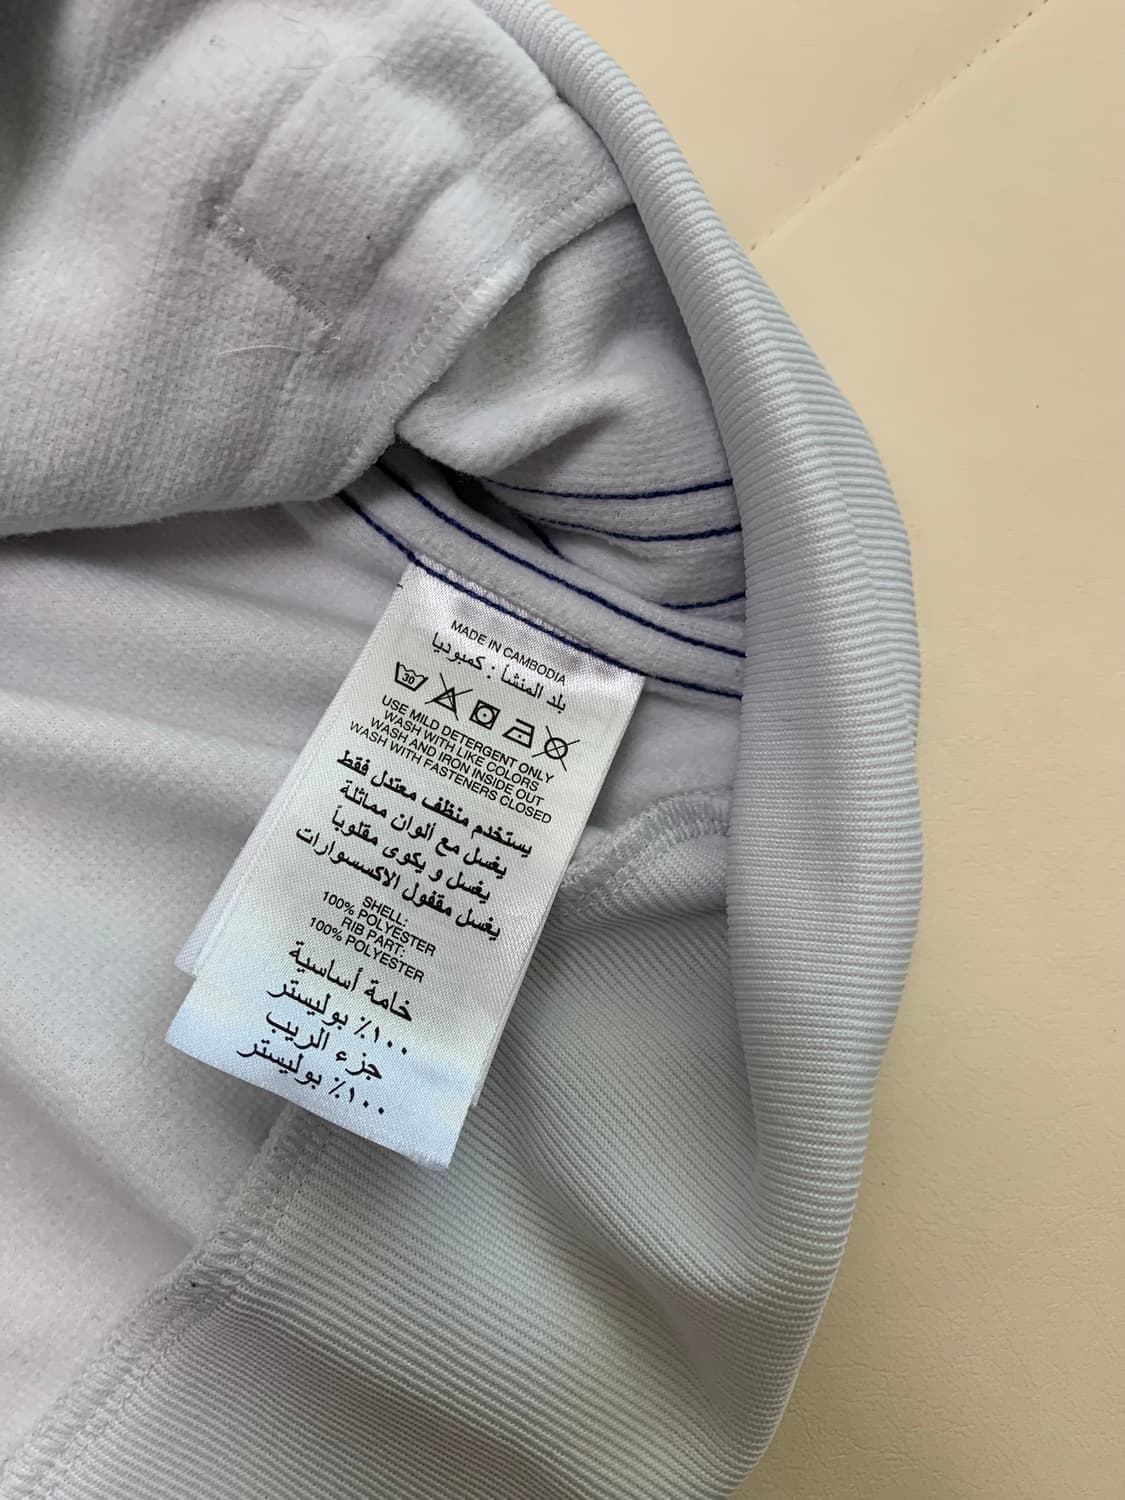 MADE IN CAMBODIA
بلد المنشأ : كمبوديا
30
USE MILD DETERGENT ONLY
WASH WITH LIKE COLORS
WASH AND IRON INSIDE OUT
WASH WITH FASTENERS CLOSED
يستخدم منظف معتدل فقط
يغسل مع ألوان مماثلة
يغسل و يكوى مقلوباً
يغسل مقفول الاكسسوارات
SHELL:
100% POLYESTER
RIB PART:
100% POLYESTER
خامة أساسية
١٠٠٪ بوليستر
جزء الريب
١٠٠٪ بوليستر